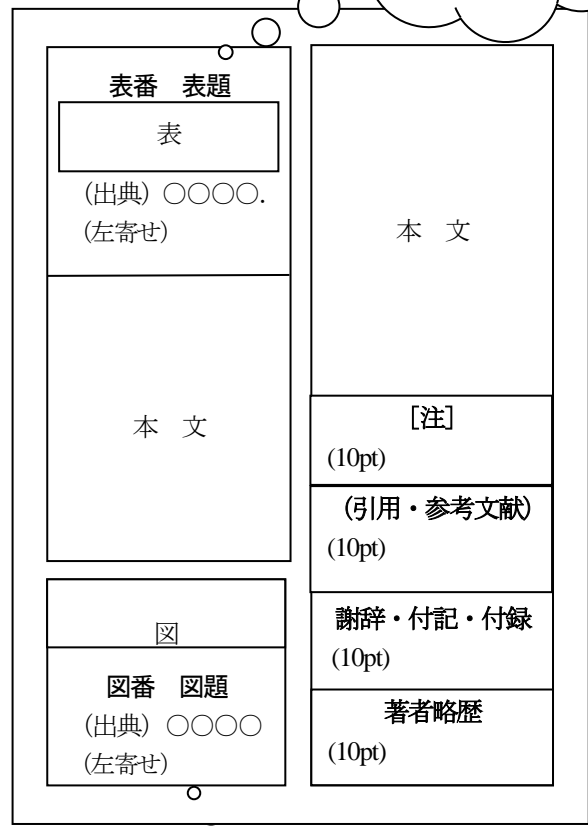 表番 表題
表
(出典) ○○○○.
(左寄せ)
本 文
図
図番 図題
(出典) ○○○○
(左寄せ)
本 文
[注]
(10pt)
(引用・参考文献)
(10pt)
謝辞・付記・付録
(10pt)
著者略歴
(10pt)